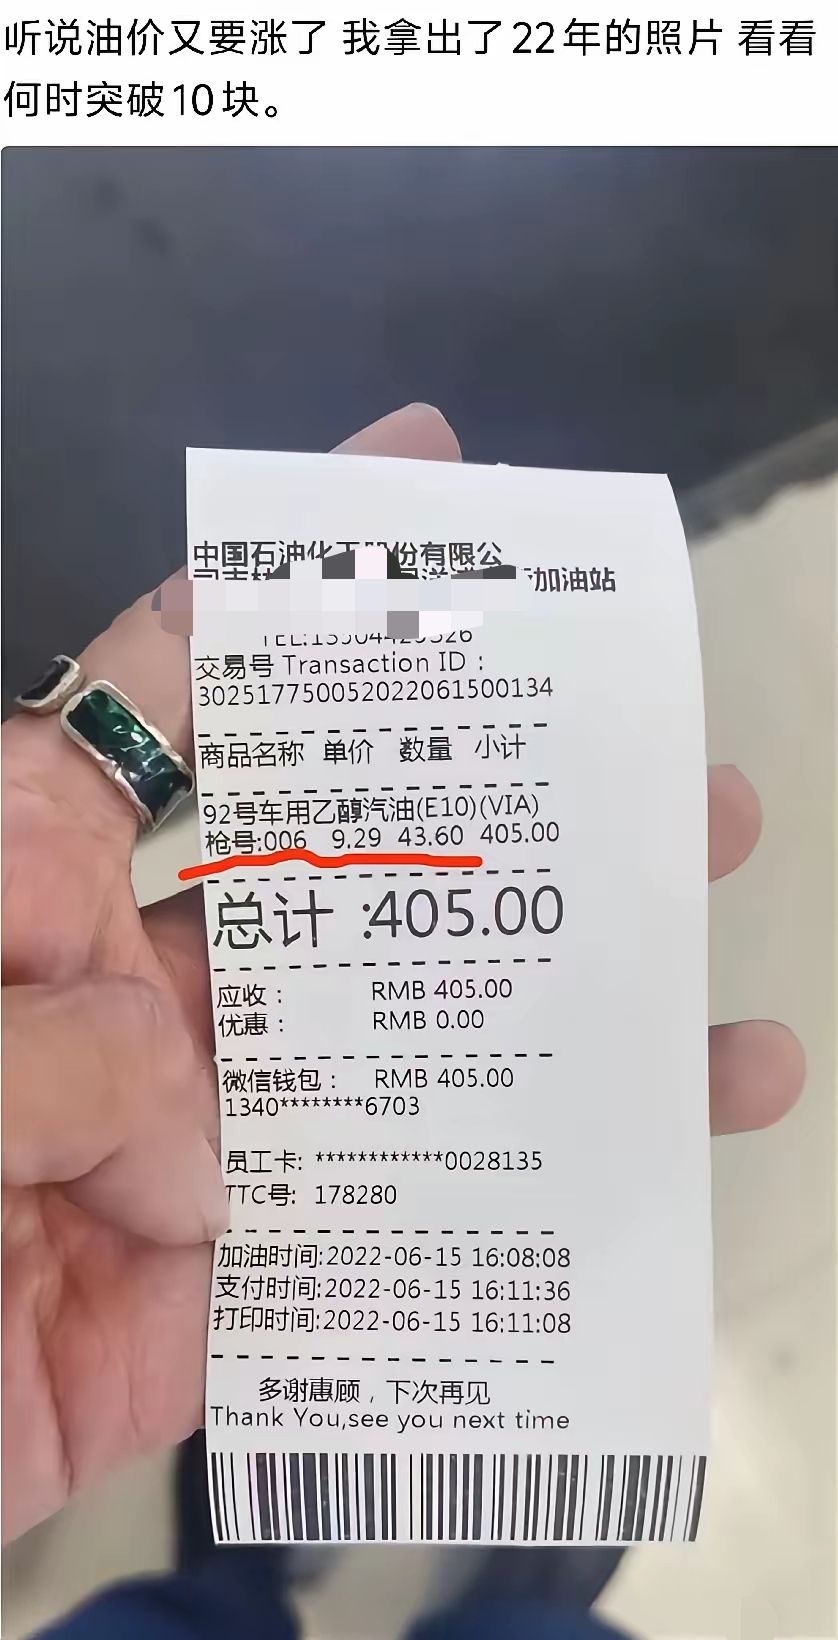 听说油价又要涨了 我拿出了22年的照片 看看
何时突破10块。
中国石油化工股份有限公
加油站
交易号 Transaction ID：
302517750052022061500134
商品名称 单价 数量 小计
92号车用乙醇汽油(E10)(VIA)
枪号:006 9.29 43.60 405.00
总计 :405.00
应收： RMB 405.00
优惠： RMB 0.00
微信钱包： RMB 405.00
1340********6703
员工卡: ************0028135
TTC号: 178280
加油时间:2022-06-15 16:08:08
支付时间:2022-06-15 16:11:36
打印时间:2022-06-15 16:11:08
多谢惠顾，下次再见
Thank You,see you next time